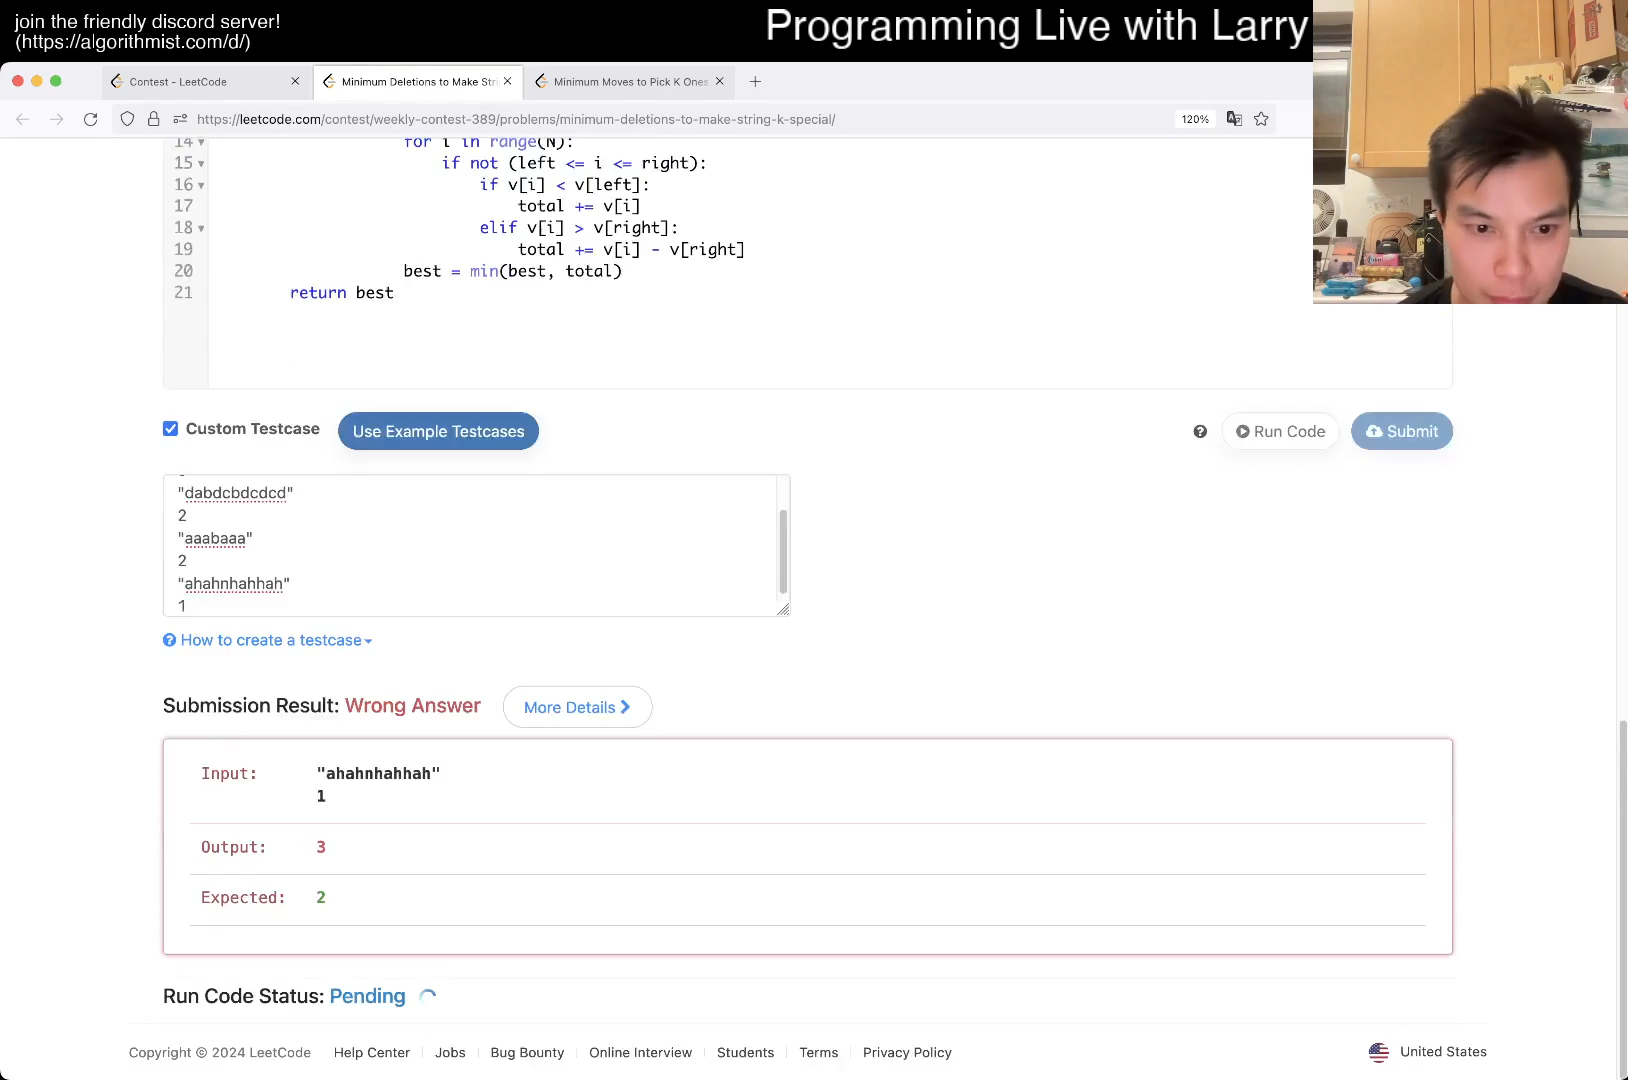 join the friendly discord server!
(https://algorithmist.com/d/)
Programming Live with Larry
Contest - LeetCode
Minimum Deletions to Make Stri
Minimum Moves to Pick K Ones
https://leetcode.com/contest/weekly-contest-389/problems/minimum-deletions-to-make-string-k-special/
120%
14 for i in range(N):
15 if not (left <= i <= right):
16 if v[i] < v[left]:
17 total += v[i]
18 elif v[i] > v[right]:
19 total += v[i] - v[right]
20 best = min(best, total)
21 return best
Custom Testcase
Use Example Testcases
Run Code
Submit
"dabdcbdcdcd"
2
"aaabaaa"
2
"ahahnhahhah"
1
How to create a testcase
Submission Result: Wrong Answer
More Details
Input: "ahahnhahhah"
1
Output: 3
Expected: 2
Run Code Status: Pending
Copyright © 2024 LeetCode Help Center Jobs Bug Bounty Online Interview Students Terms Privacy Policy United States